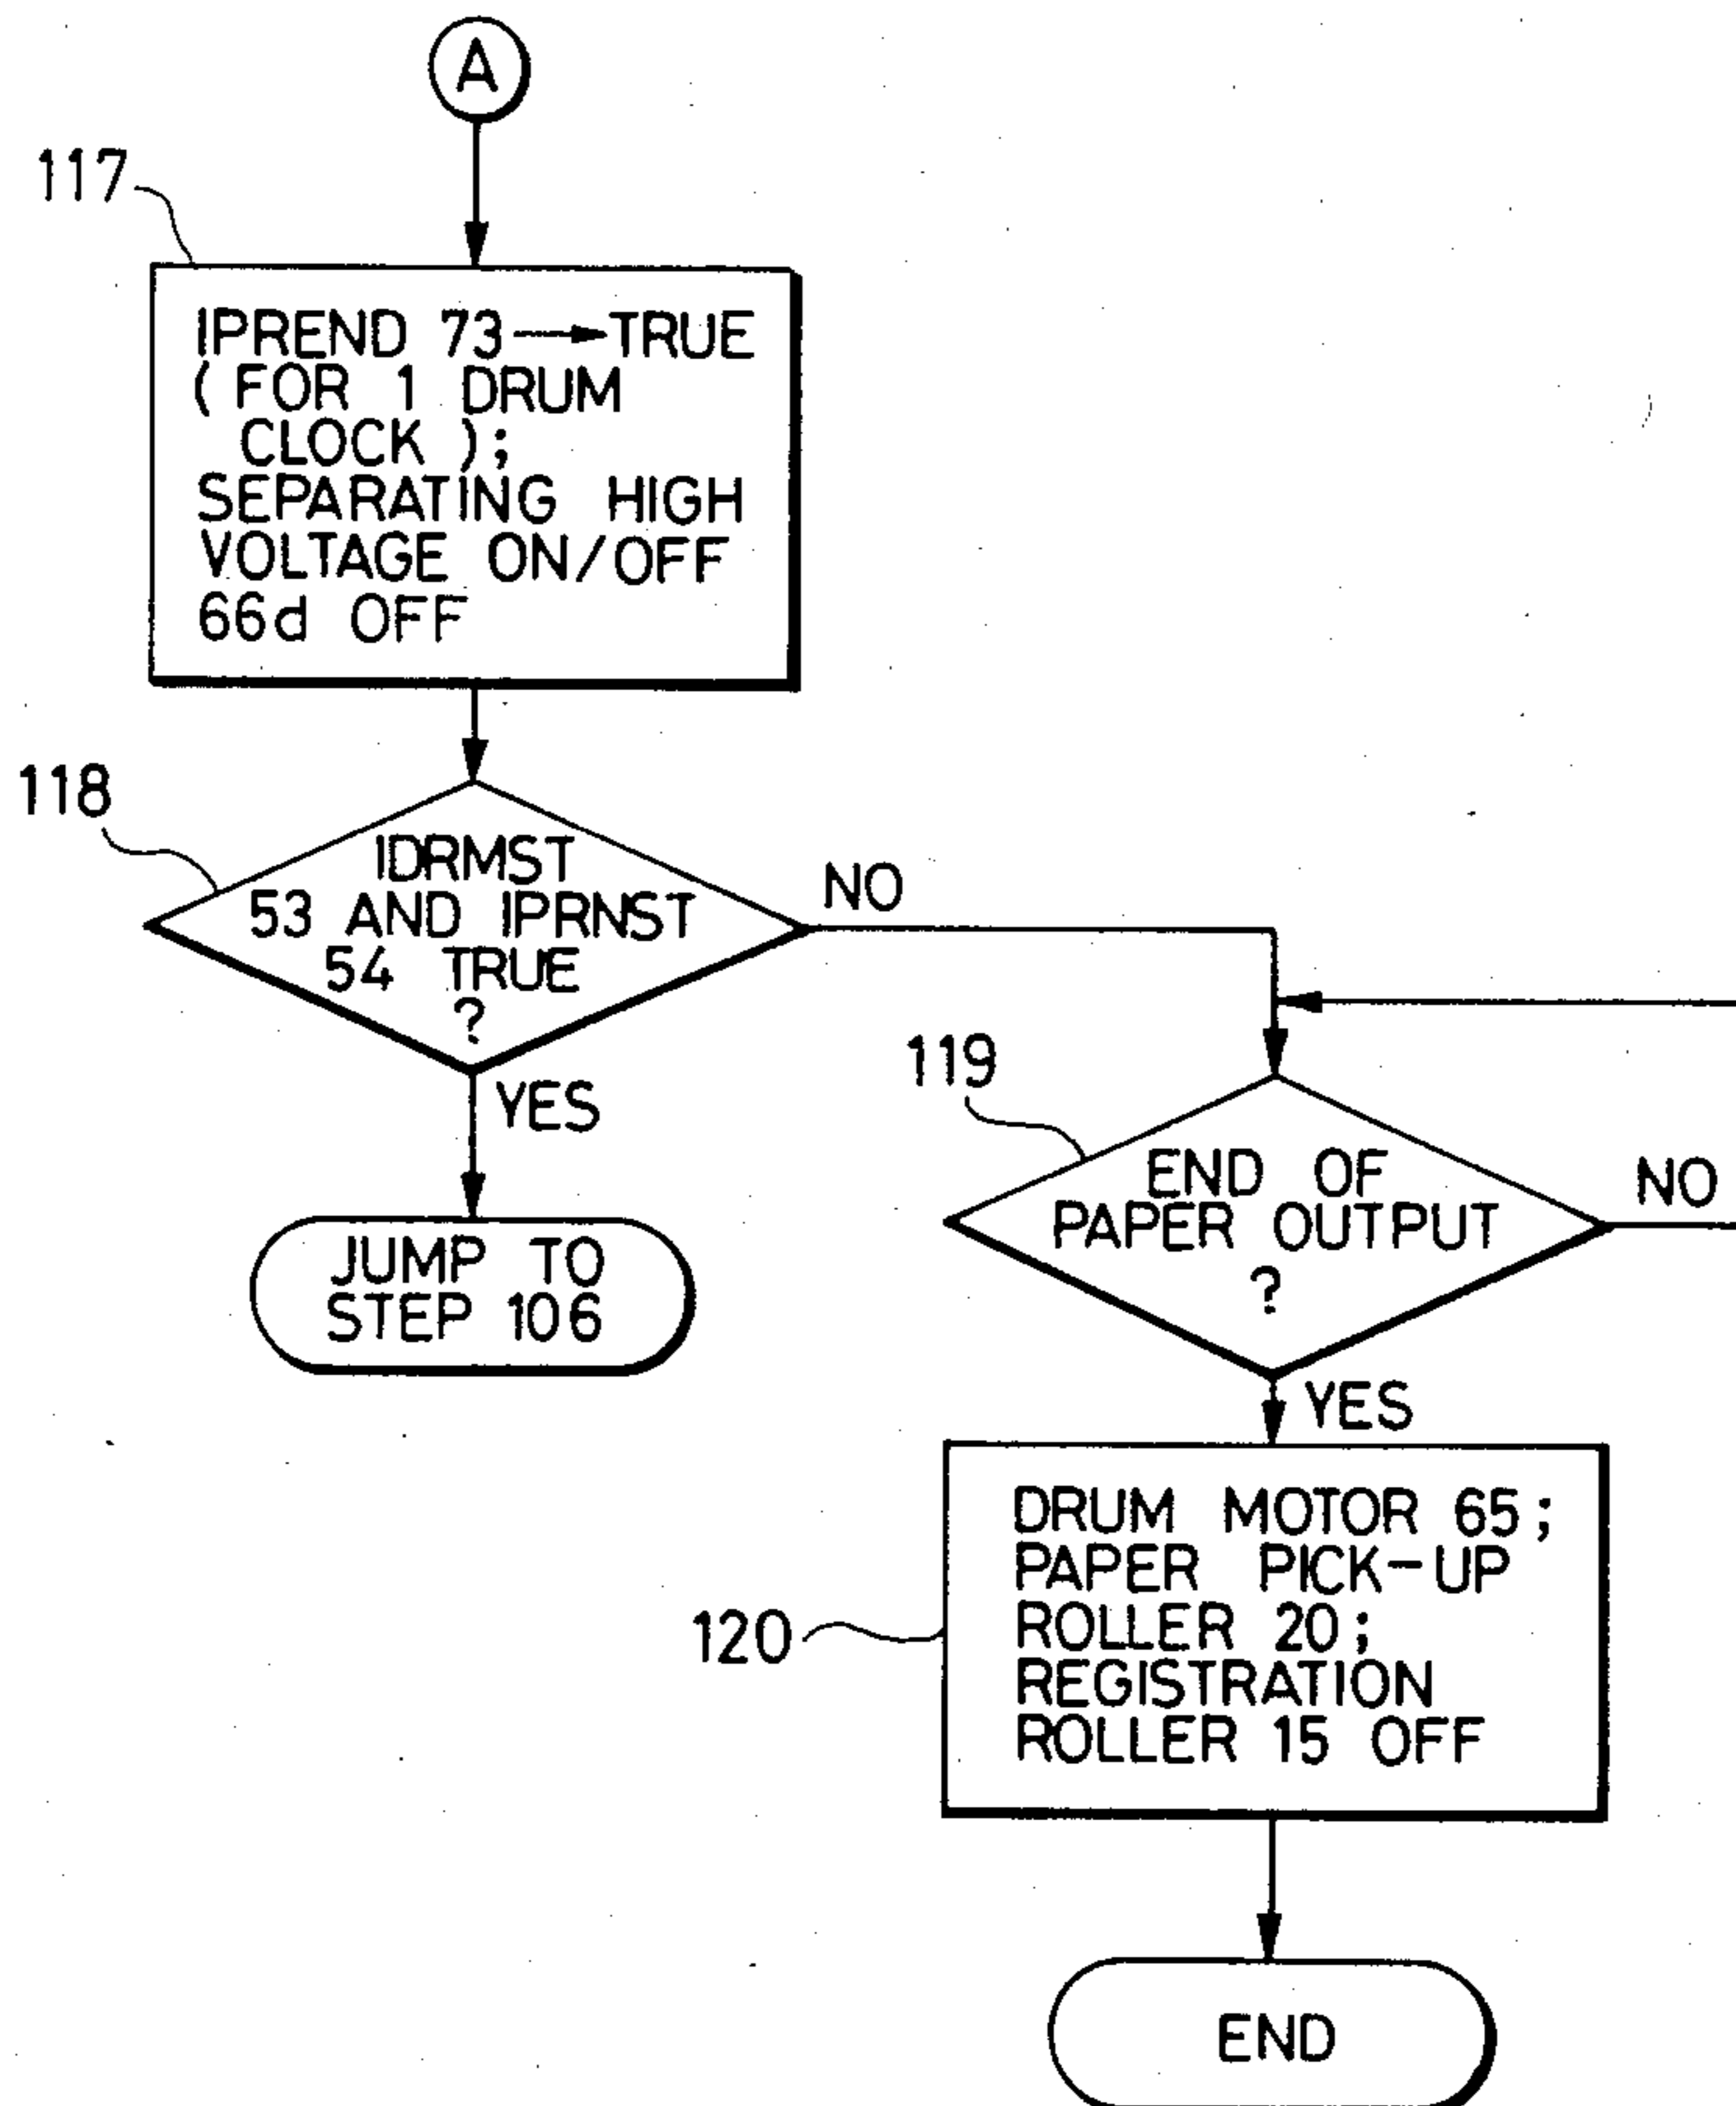 A
117
IPREND 73→TRUE
(FOR 1 DRUM
CLOCK);
SEPARATING HIGH
VOLTAGE ON/OFF
66d OFF
118
IDRMST
53 AND IPRNST
54 TRUE
?
NO
YES
JUMP TO
STEP 106
119
END OF
PAPER OUTPUT
?
NO
YES
120
DRUM MOTOR 65;
PAPER PICK-UP
ROLLER 20;
REGISTRATION
ROLLER 15 OFF
END